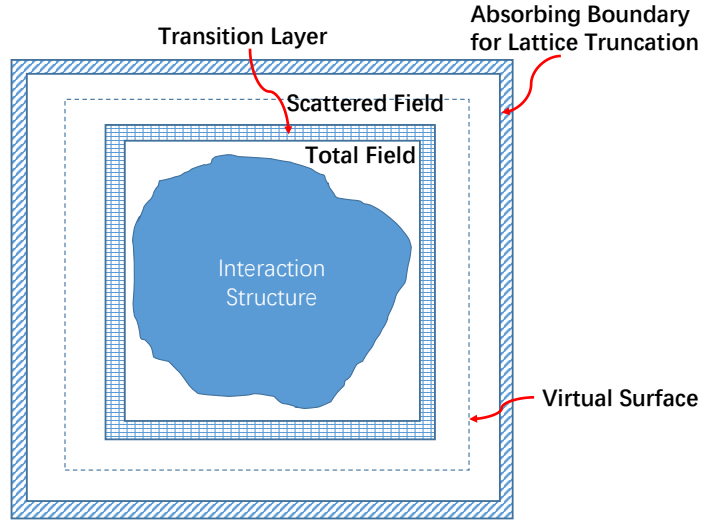 Absorbing Boundary
for Lattice Truncation
Transition Layer
Scattered Field
Total Field
Interaction
Structure
Virtual Surface